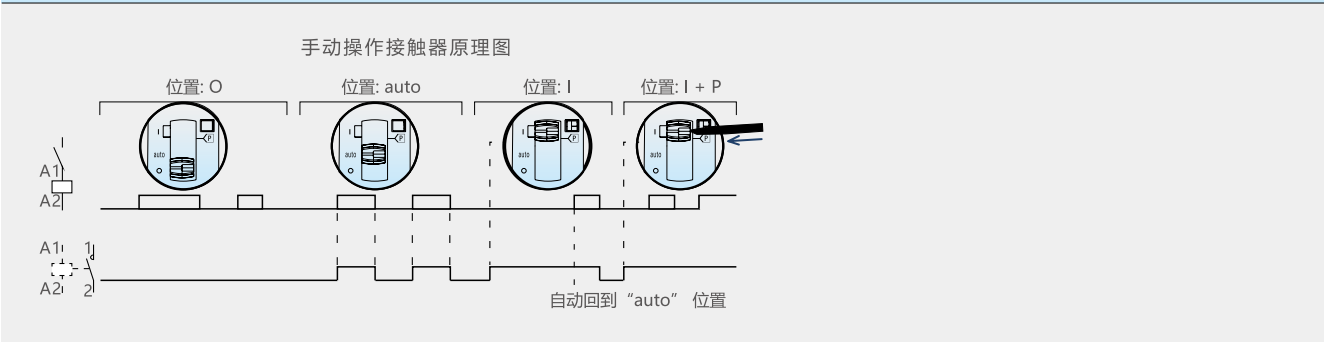 手动操作接触器原理图
位置: O
位置: auto
位置: I
位置: I + P
I
P
auto
I
P
auto
I
auto
I
P
auto
A1
A2
A1
1
A2
2
自动回到“auto” 位置